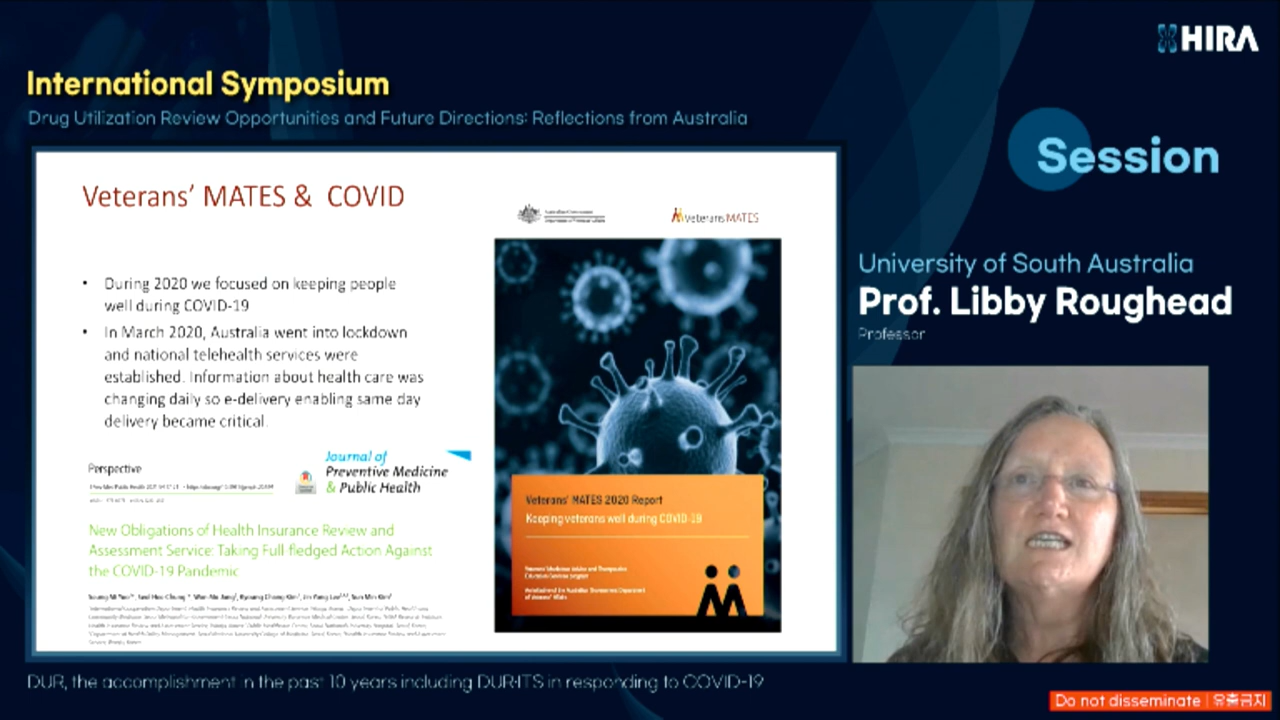 HIRA
International Symposium
Drug Utilization Review Opportunities and Future Directions: Reflections from Australia
Session
Veterans' MATES & COVID
Australian Government
Veterans'MATES
• During 2020 we focused on keeping people
well during COVID-19
• In March 2020, Australia went into lockdown
and national telehealth services were
established. Information about health care was
changing daily so e-delivery enabling same day
delivery became critical.
Perspective
Journal of
Preventive Medicine
& Public Health
New Obligations of Health Insurance Review and
Assessment Service: Taking Full-fledged Action Against
the COVID-19 Pandemic
Veterans' MATES 2020 Report
Keeping veterans well during COVID-19
University of South Australia
Prof. Libby Roughead
Professor
DUR, the accomplishment in the past 10 years including DUR·ITS in responding to COVID-19
Do not disseminate | 유출금지